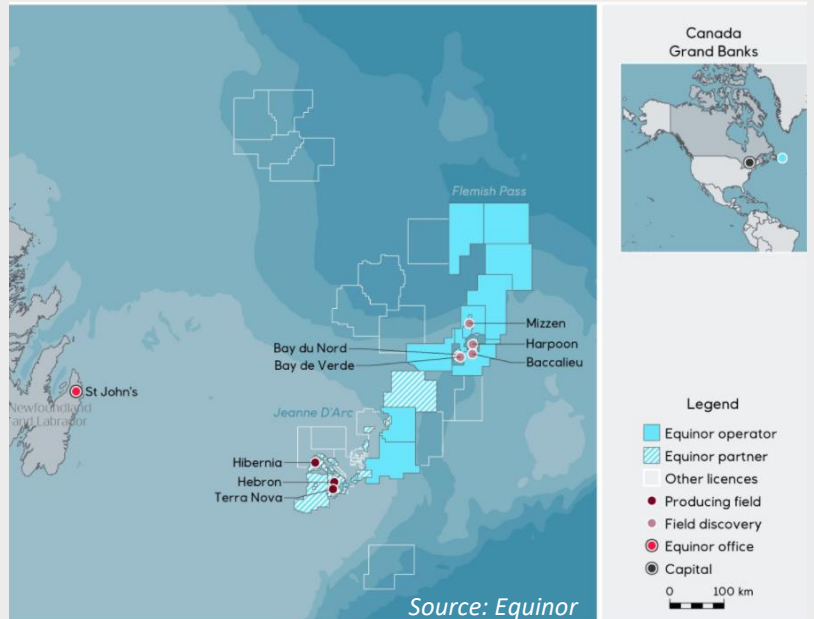 Canada
Grand Banks
Flemish Pass
Mizzen
Harpoon
Baccalieu
Bay du Nord
Bay de Verde
St John's
Newfoundland
and Labrador
Jeanne D'Arc
Hibernia
Hebron
Terra Nova
Legend
Equinor operator
Equinor partner
Other licences
Producing field
Field discovery
Equinor office
Capital
0 100 km
Source: Equinor